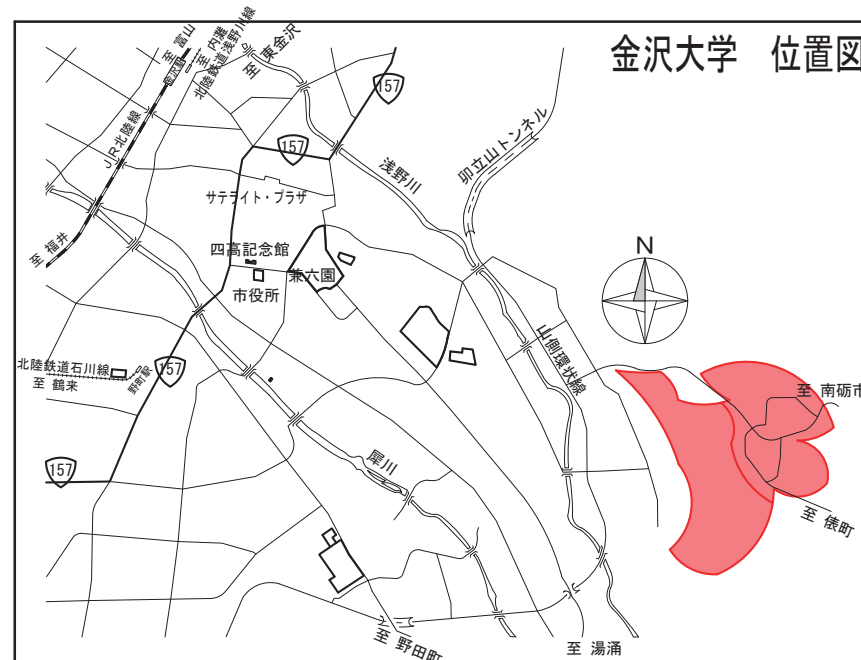 金沢大学 位置図
至 富山
金沢駅
至 内灘
北陸鉄道浅野川線
至 東金沢
157
157
JR北陸線
浅野川
卯立山トンネル
サテライト・プラザ
至 福井
四高記念館
兼六園
市役所
N
山側環状線
北陸鉄道石川線
至 鶴来
野町駅
157
至 南砺市
157
犀川
至 俵町
至 野田町
至 湯涌